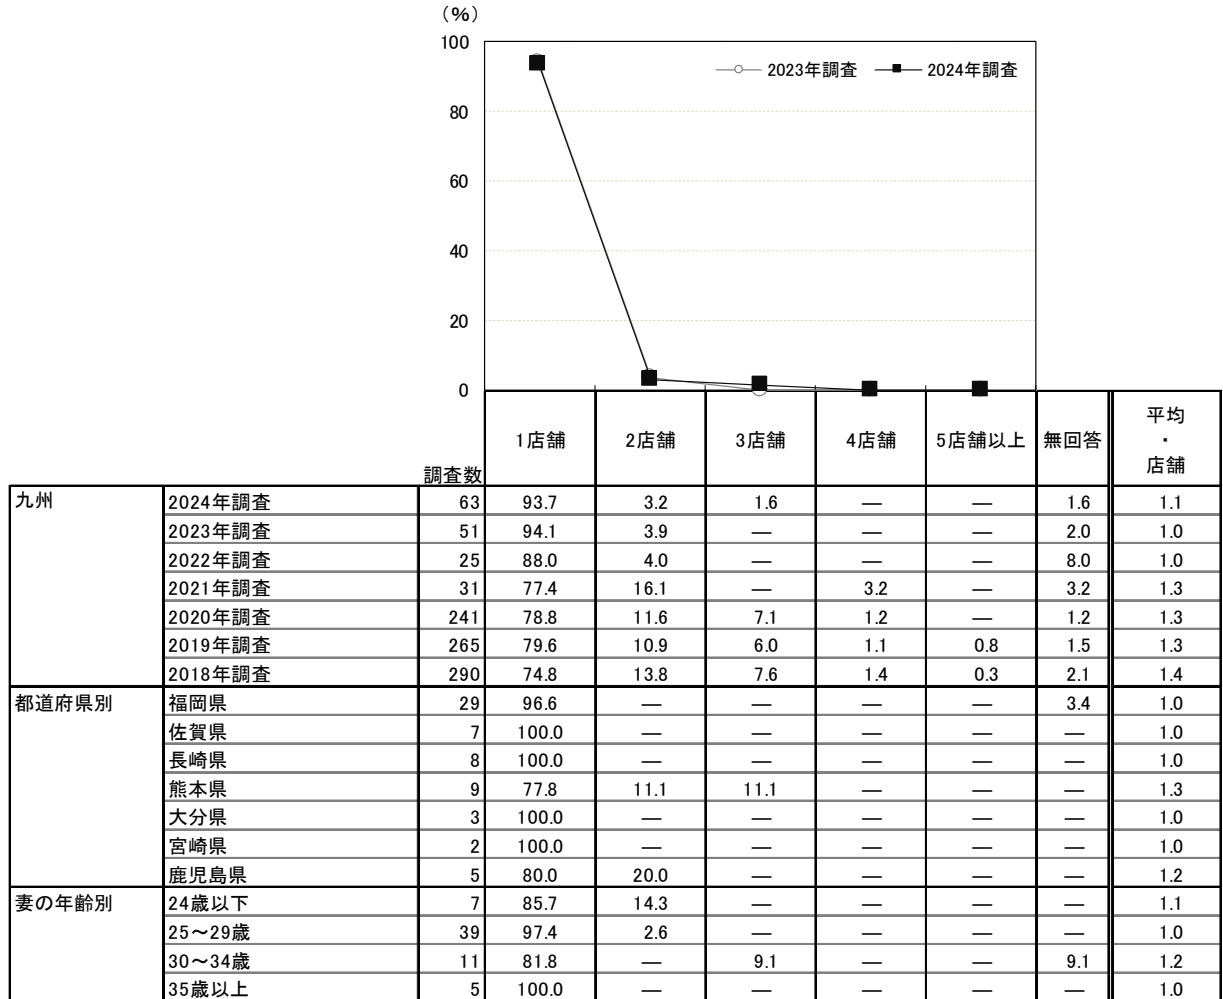 （％）
100
80
60
40
20
0
2023年調査 2024年調査
調査数 1店舗 2店舗 3店舗 4店舗 5店舗以上 無回答 平均・店舗
九州 2024年調査 63 93.7 3.2 1.6 — — 1.6 1.1
2023年調査 51 94.1 3.9 — — — 2.0 1.0
2022年調査 25 88.0 4.0 — — — 8.0 1.0
2021年調査 31 77.4 16.1 — 3.2 — 3.2 1.3
2020年調査 241 78.8 11.6 7.1 1.2 — 1.2 1.3
2019年調査 265 79.6 10.9 6.0 1.1 0.8 1.5 1.3
2018年調査 290 74.8 13.8 7.6 1.4 0.3 2.1 1.4
都道府県別 福岡県 29 96.6 — — — — 3.4 1.0
佐賀県 7 100.0 — — — — — 1.0
長崎県 8 100.0 — — — — — 1.0
熊本県 9 77.8 11.1 11.1 — — — 1.3
大分県 3 100.0 — — — — — 1.0
宮崎県 2 100.0 — — — — — 1.0
鹿児島県 5 80.0 20.0 — — — — 1.2
妻の年齢別 24歳以下 7 85.7 14.3 — — — — 1.1
25～29歳 39 97.4 2.6 — — — — 1.0
30～34歳 11 81.8 — 9.1 — — 9.1 1.2
35歳以上 5 100.0 — — — — — 1.0